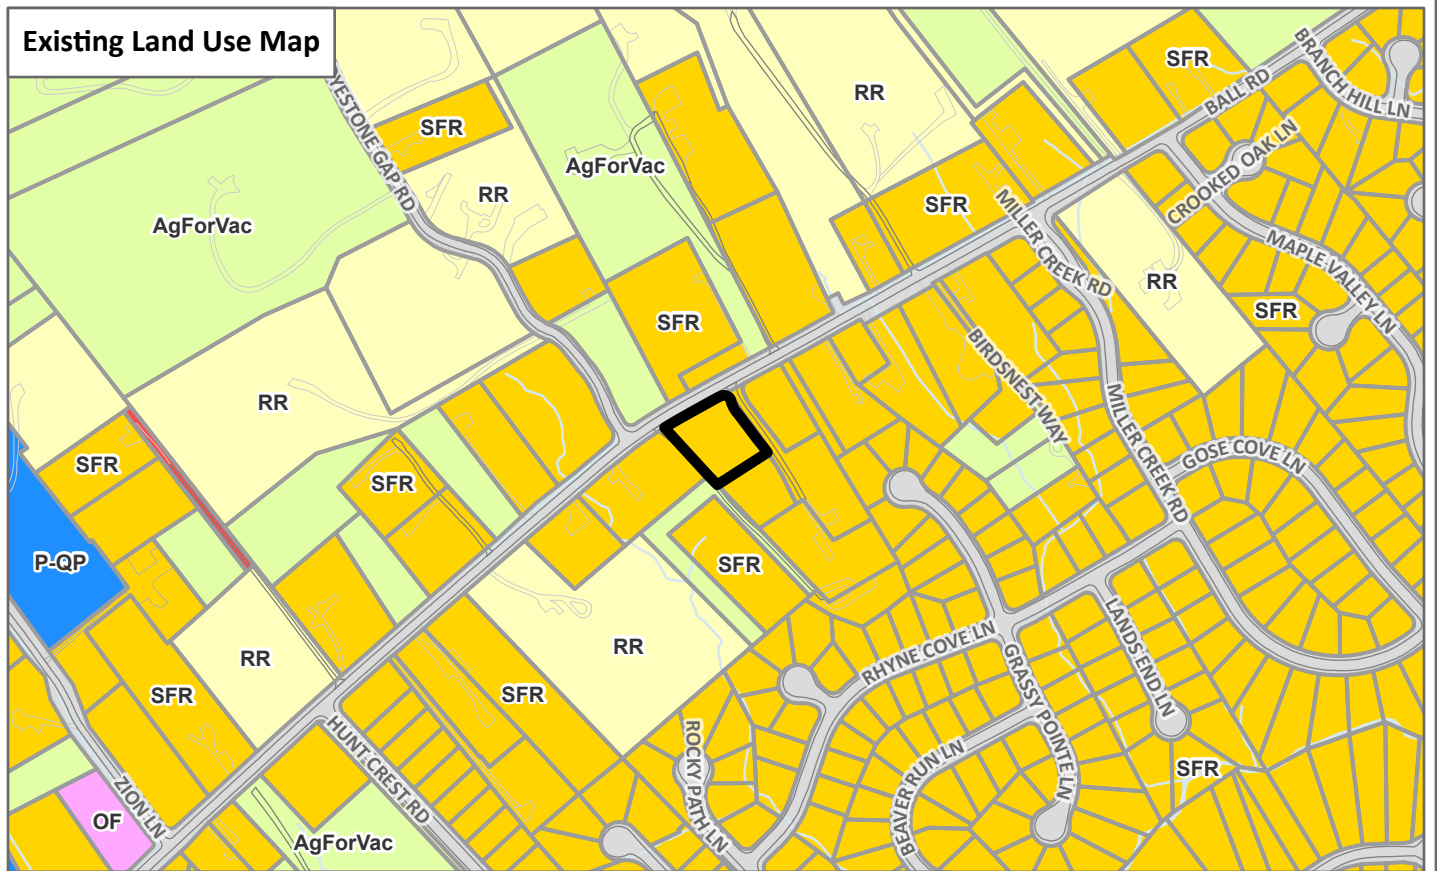 Existing Land Use Map
YESTONE GAP RD
SFR
RR
AgForVac
AgForVac
RR
SFR
BALL RD
BRANCH HILL LN
CROOKED OAK LN
SFR
MILLER CREEK RD
MAPLE VALLEY LN
RR
SFR
SFR
BIRDSNEST WAY
MILLER CREEK RD
RR
GOSE COVE LN
SFR
SFR
P-QP
SFR
RR
RR
SFR
SFR
RHYNE COVE LN
GRASSY POINTE LN
LANDS END LN
HUNT CREST RD
ROCKY PATH LN
BEAVER RUN LN
SFR
ZION LN
OF
AgForVac